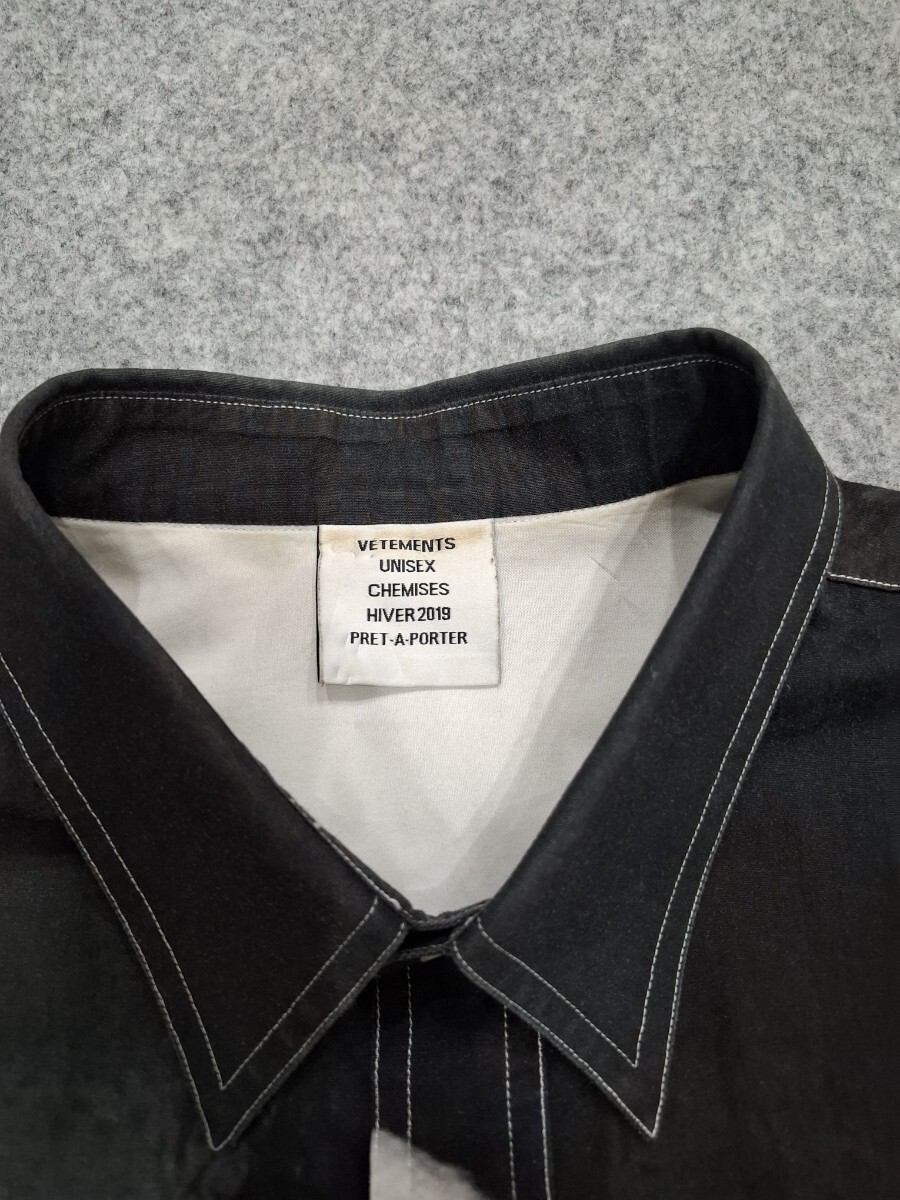 VETEMENTS
UNISEX
CHEMISES
HIVER 2019
PRET-A-PORTER